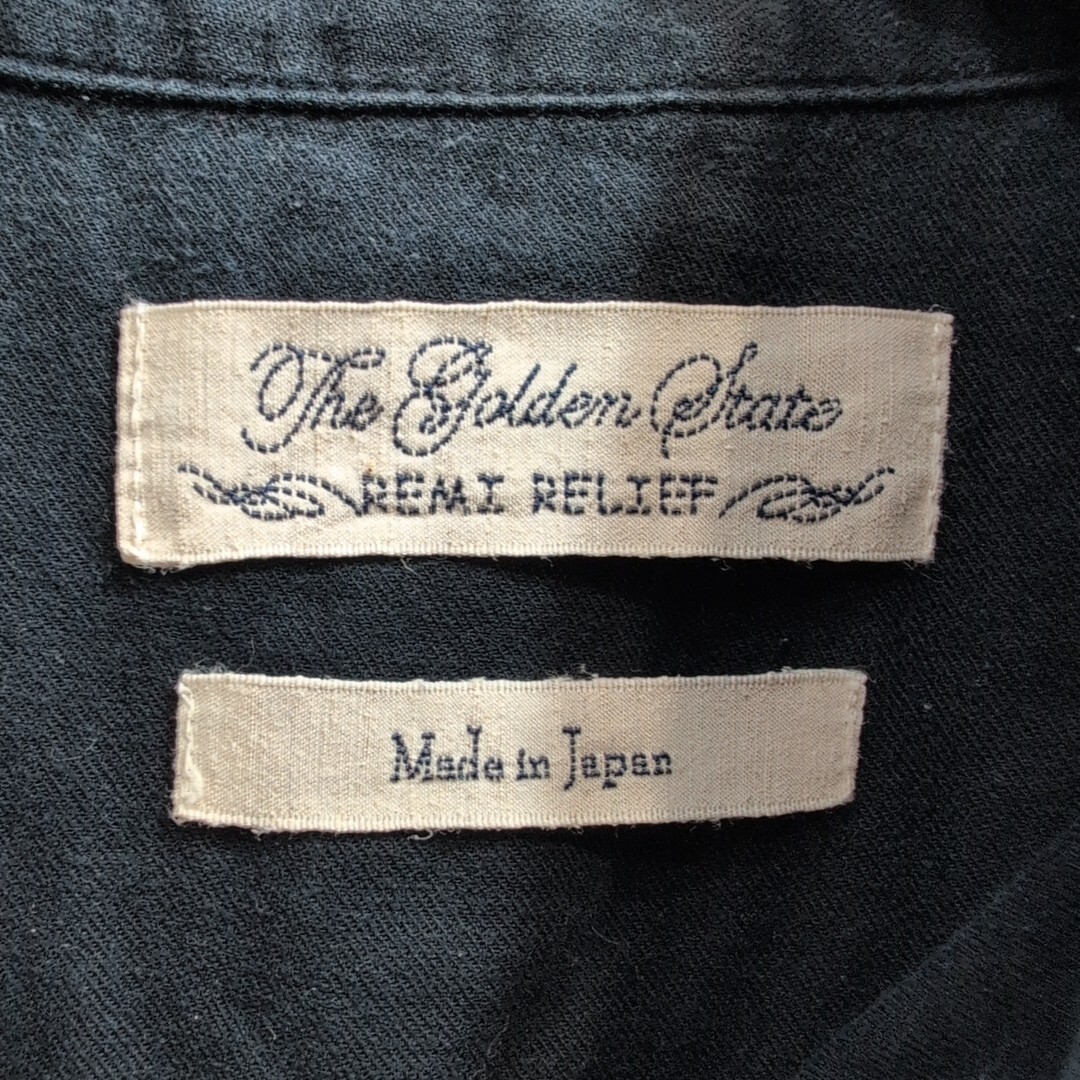 The Golden State
REMI RELIEF
Made in Japan